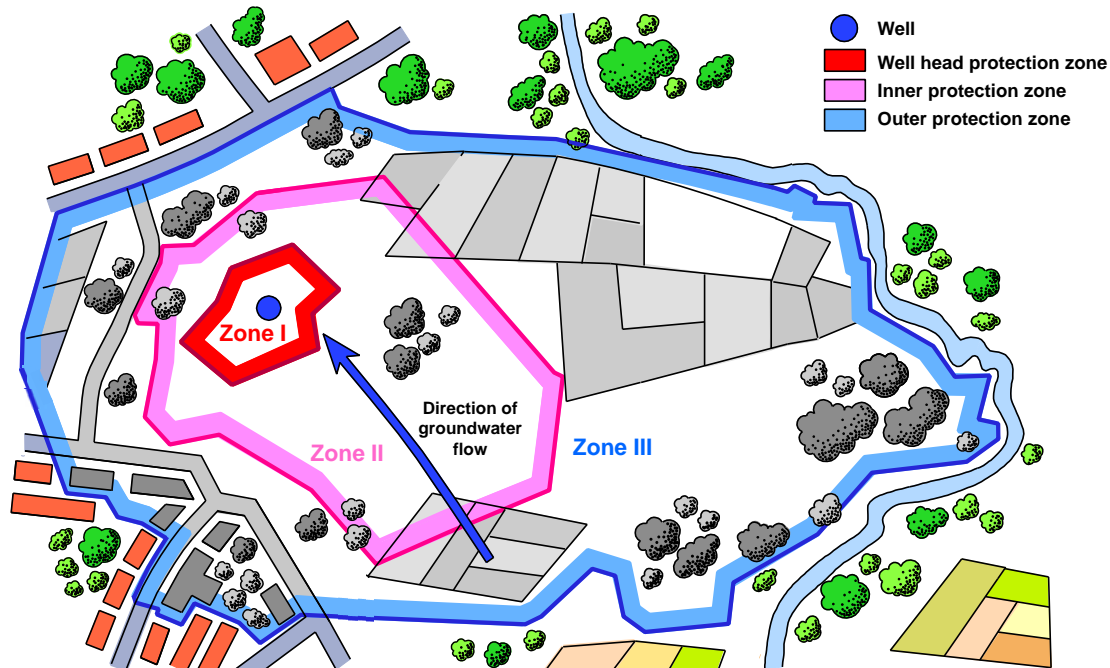 Well
Well head protection zone
Inner protection zone
Outer protection zone
Zone I
Direction of
groundwater
flow
Zone II
Zone III